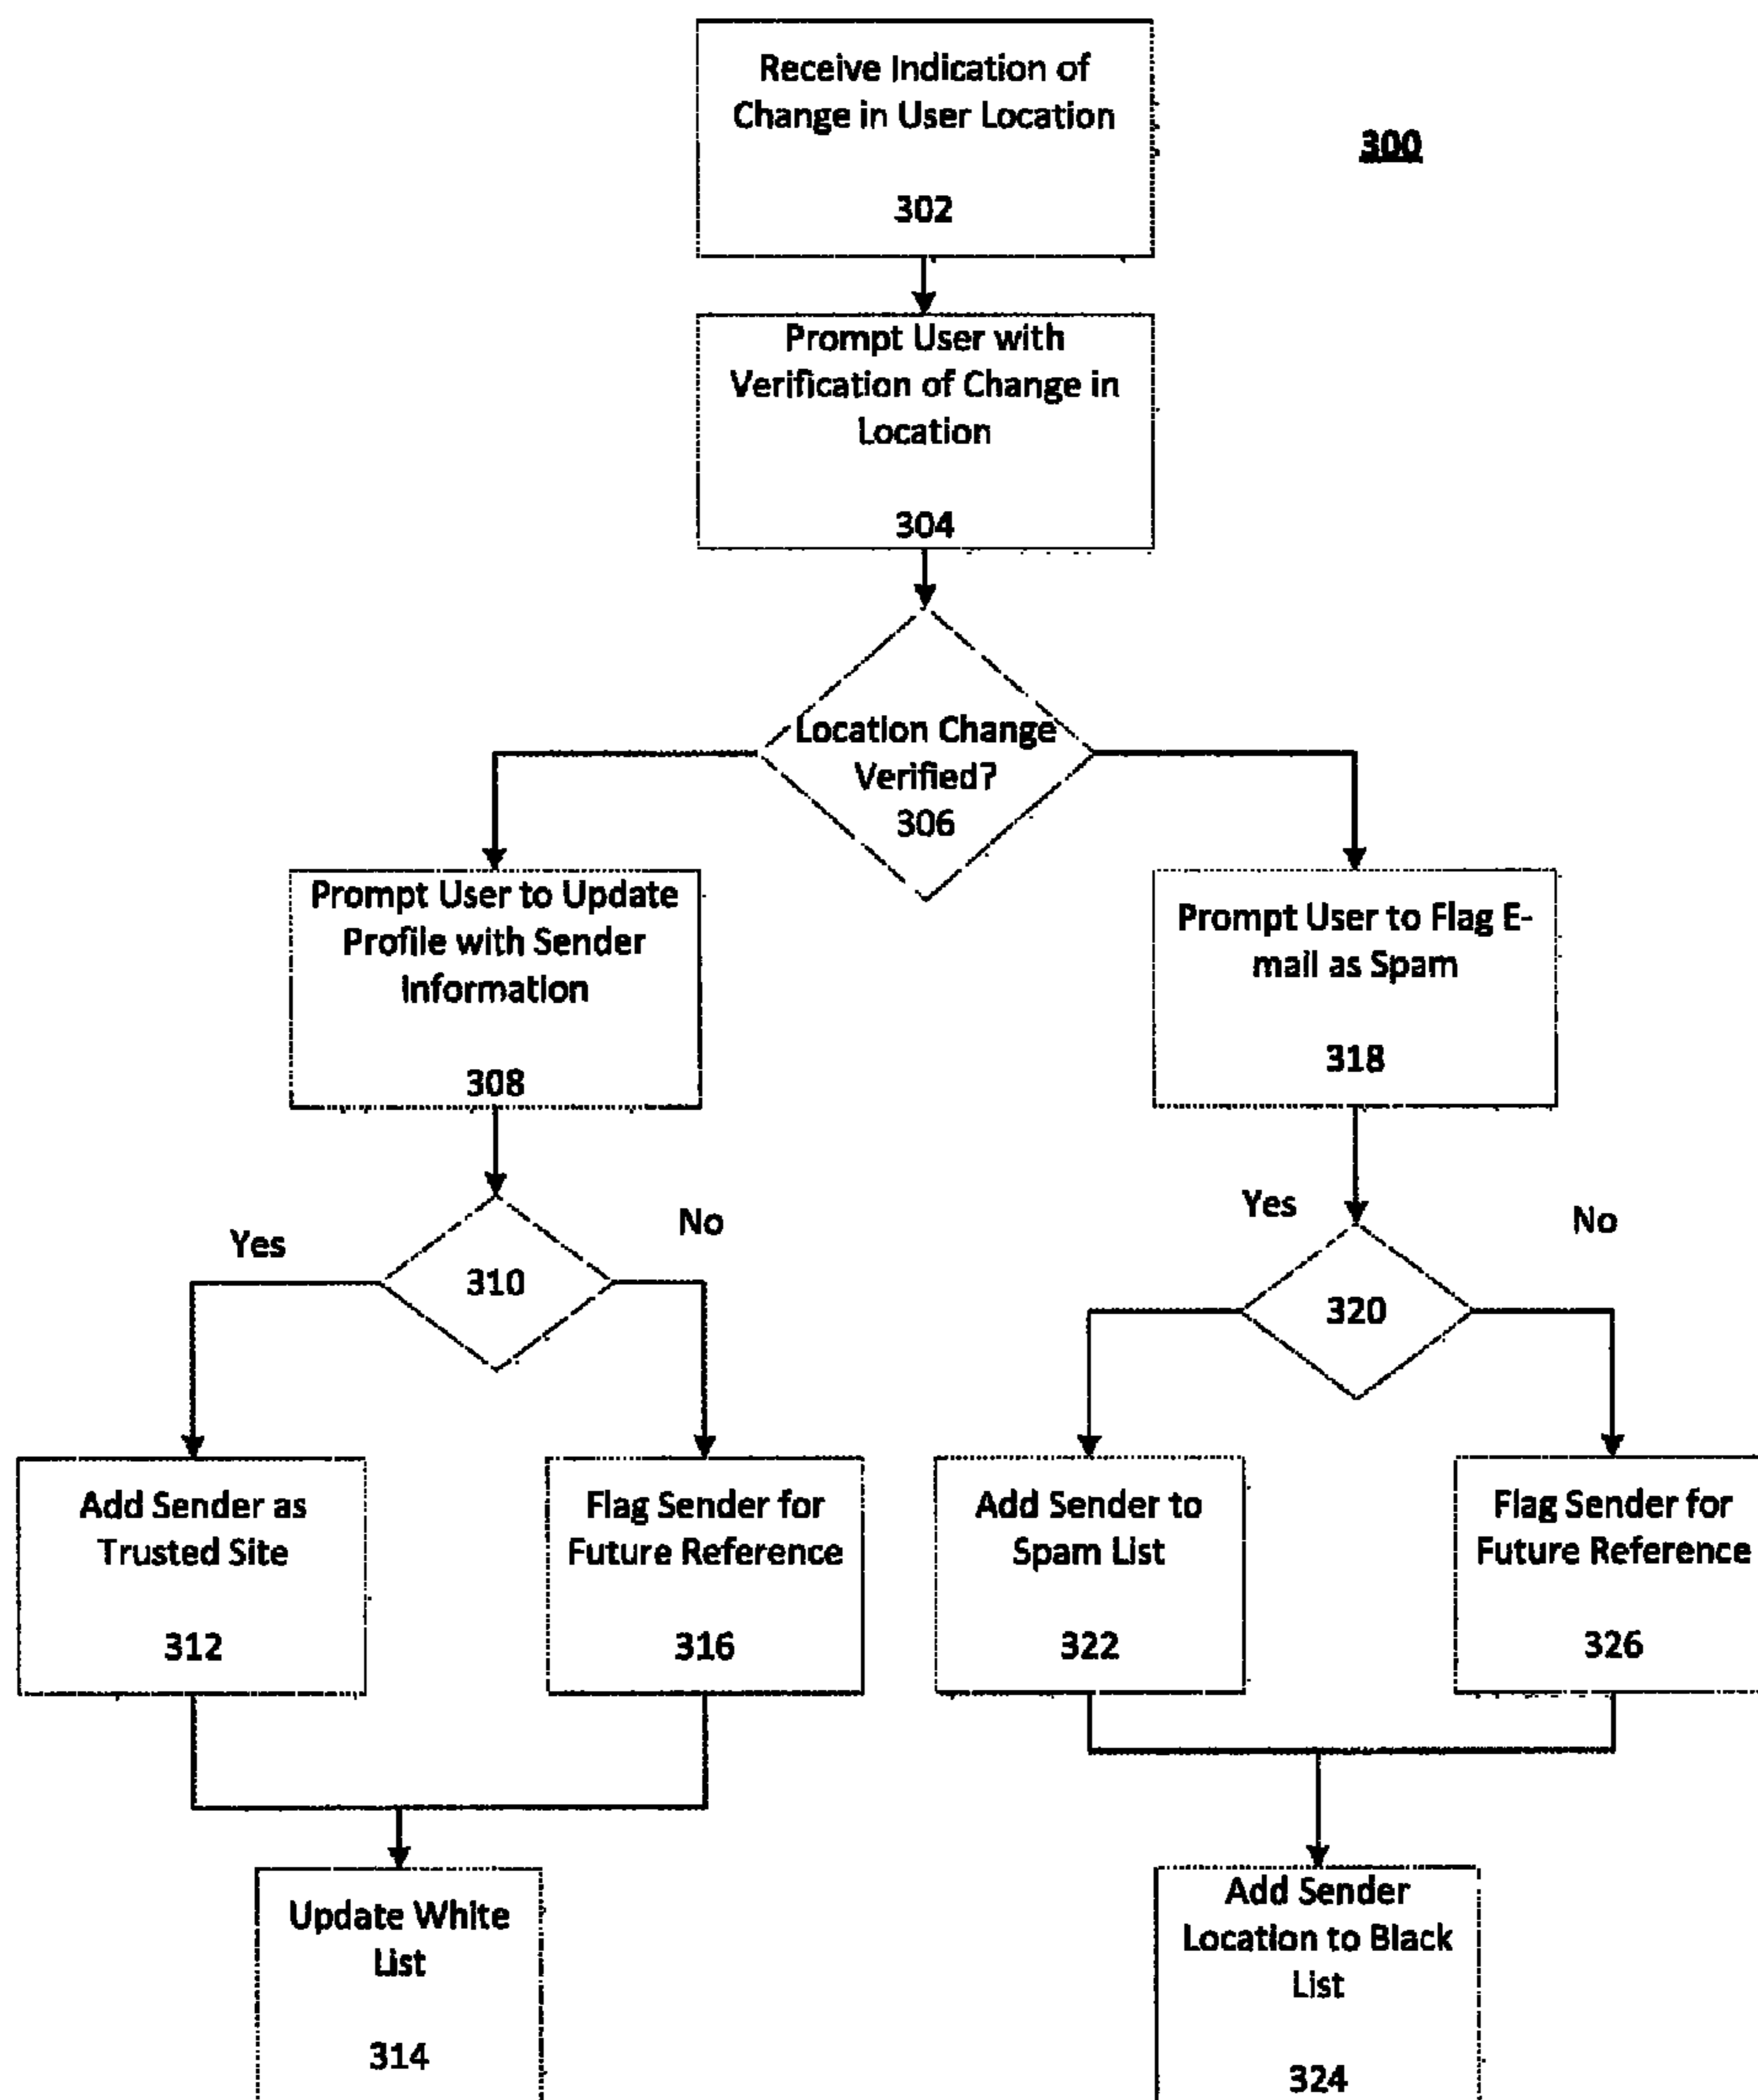 Receive Indication of
Change in User Location
302
300
Prompt User with
Verification of Change in
Location
304
Location Change
Verified?
306
Prompt User to Update
Profile with Sender
Information
308
Prompt User to Flag E-
mail as Spam
318
Yes
310
No
Yes
320
No
Add Sender as
Trusted Site
312
Flag Sender for
Future Reference
316
Add Sender to
Spam List
322
Flag Sender for
Future Reference
326
Update White
List
314
Add Sender
Location to Black
List
324